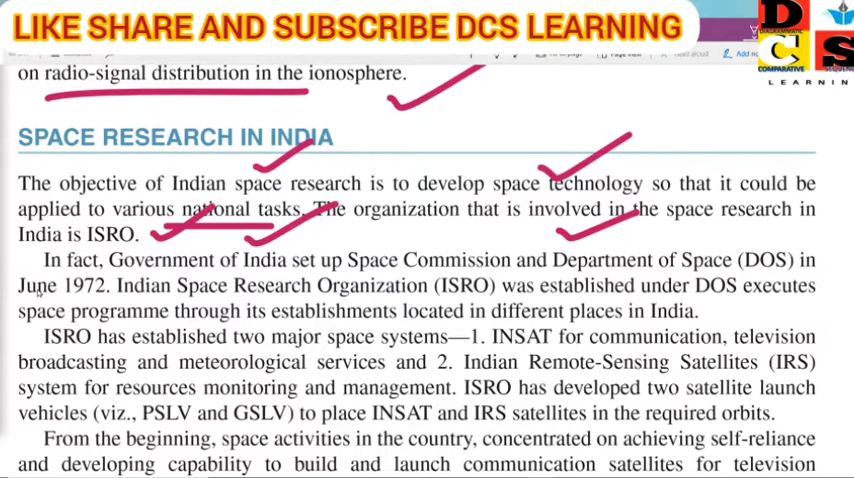 LIKE SHARE AND SUBSCRIBE DCS LEARNING
D
DIAGRAMMATIC
C
S
COMPARATIVE
LEARNIN
Add no
on radio-signal distribution in the ionosphere.
SPACE RESEARCH IN INDIA
The objective of Indian space research is to develop space technology so that it could be
applied to various national tasks. The organization that is involved in the space research in
India is ISRO.
In fact, Government of India set up Space Commission and Department of Space (DOS) in
June 1972. Indian Space Research Organization (ISRO) was established under DOS executes
space programme through its establishments located in different places in India.
ISRO has established two major space systems—1. INSAT for communication, television
broadcasting and meteorological services and 2. Indian Remote-Sensing Satellites (IRS)
system for resources monitoring and management. ISRO has developed two satellite launch
vehicles (viz., PSLV and GSLV) to place INSAT and IRS satellites in the required orbits.
From the beginning, space activities in the country, concentrated on achieving self-reliance
and developing capability to build and launch communication satellites for television